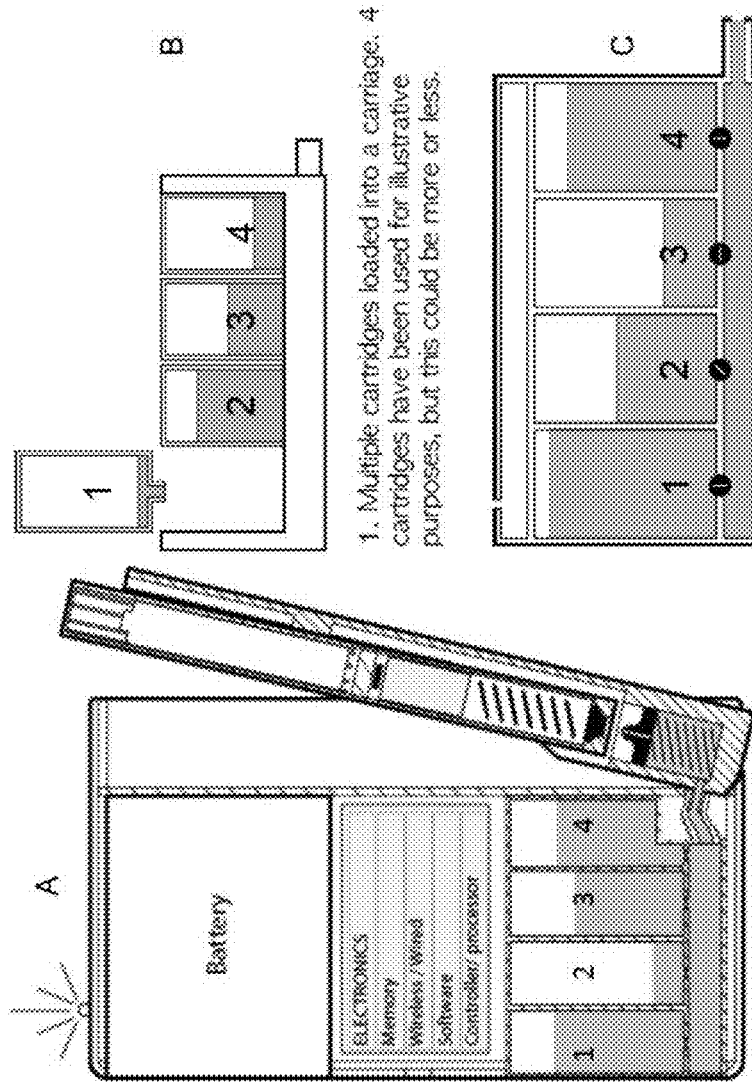 A
Battery
ELECTRONICS
Memory
Wireless / Wired
Software
Controller/ processor
1
2
3
4
B
1
2
3
4
1. Multiple cartridges loaded into a carriage. 4
cartridges have been used for illustrative
purposes, but this could be more or less.
C
1
2
3
4